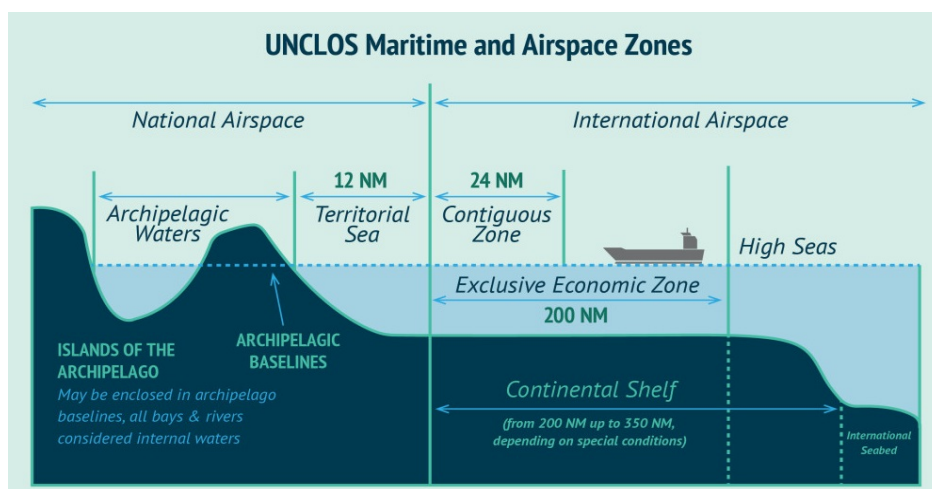 UNCLOS Maritime and Airspace Zones
National Airspace
International Airspace
12 NM
24 NM
Archipelagic
Waters
Territorial
Sea
Contiguous
Zone
High Seas
Exclusive Economic Zone
200 NM
ARCHIPELAGIC
BASELINES
ISLANDS OF THE
ARCHIPELAGO
May be enclosed in archipelago
baselines, all bays & rivers
considered internal waters
Continental Shelf
(from 200 NM up to 350 NM,
depending on special conditions)
International
Seabed